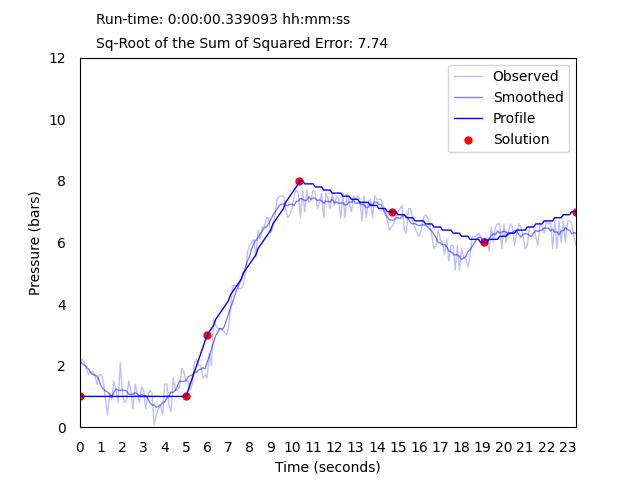 Run-time: 0:00:00.339093 hh:mm:ss
Sq-Root of the Sum of Squared Error: 7.74
Observed
Smoothed
Profile
Solution
Pressure (bars)
12
10
8
6
4
2
0
0 1 2 3 4 5 6 7 8 9 10 11 12 13 14 15 16 17 18 19 20 21 22 23
Time (seconds)